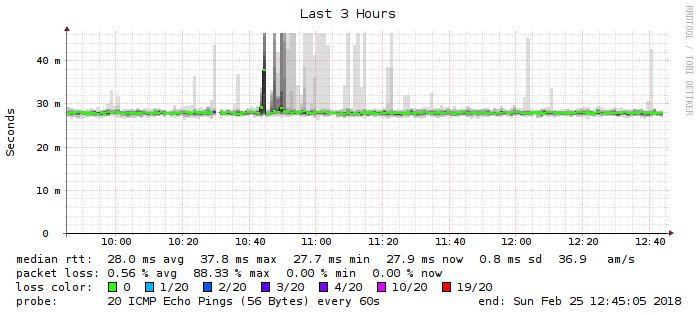 Last 3 Hours
RRDTOOL / TOBI OETIKER
Seconds
40 m
30 m
20 m
10 m
0
10:00 10:20 10:40 11:00 11:20 11:40 12:00 12:20 12:40
median rtt: 28.0 ms avg 37.8 ms max 27.7 ms min 27.9 ms now 0.8 ms sd 36.9 am/s
packet loss: 0.56 % avg 88.33 % max 0.00 % min 0.00 % now
loss color: 0 1/20 2/20 3/20 4/20 10/20 19/20
probe: 20 ICMP Echo Pings (56 Bytes) every 60s end: Sun Feb 25 12:45:05 2018